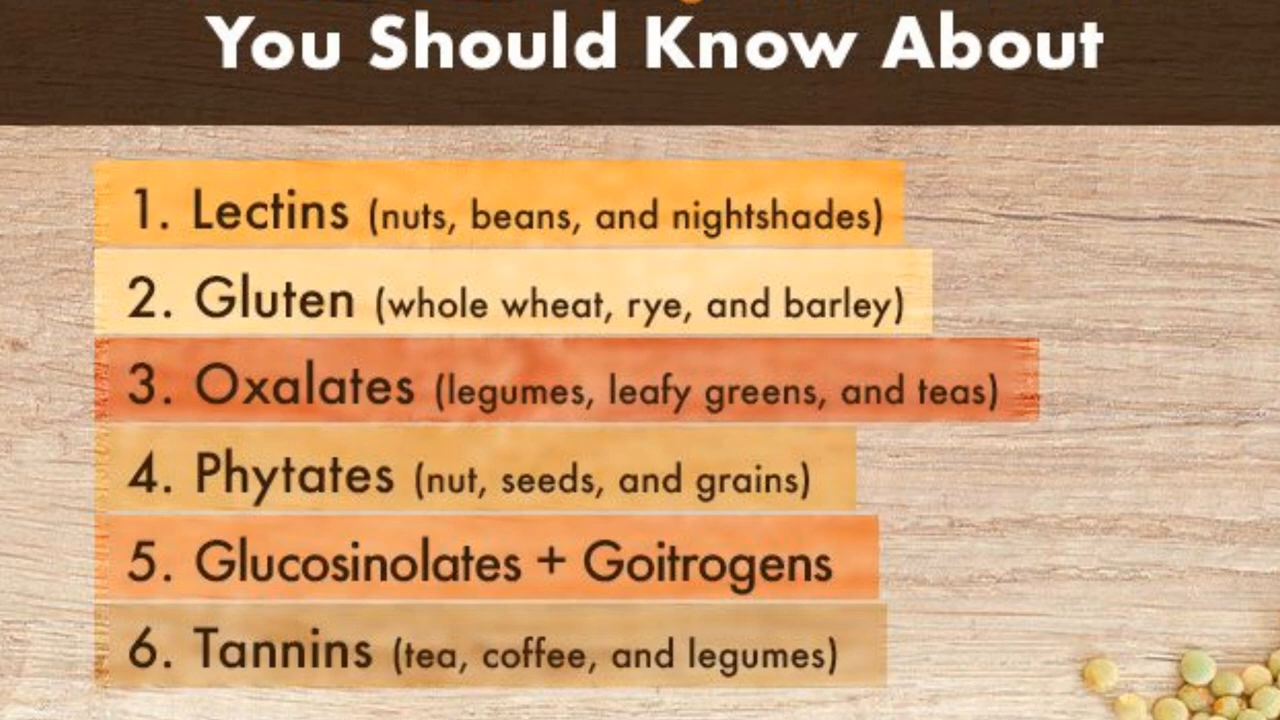 You Should Know About
1. Lectins (nuts, beans, and nightshades)
2. Gluten (whole wheat, rye, and barley)
3. Oxalates (legumes, leafy greens, and teas)
4. Phytates (nut, seeds, and grains)
5. Glucosinolates + Goitrogens
6. Tannins (tea, coffee, and legumes)